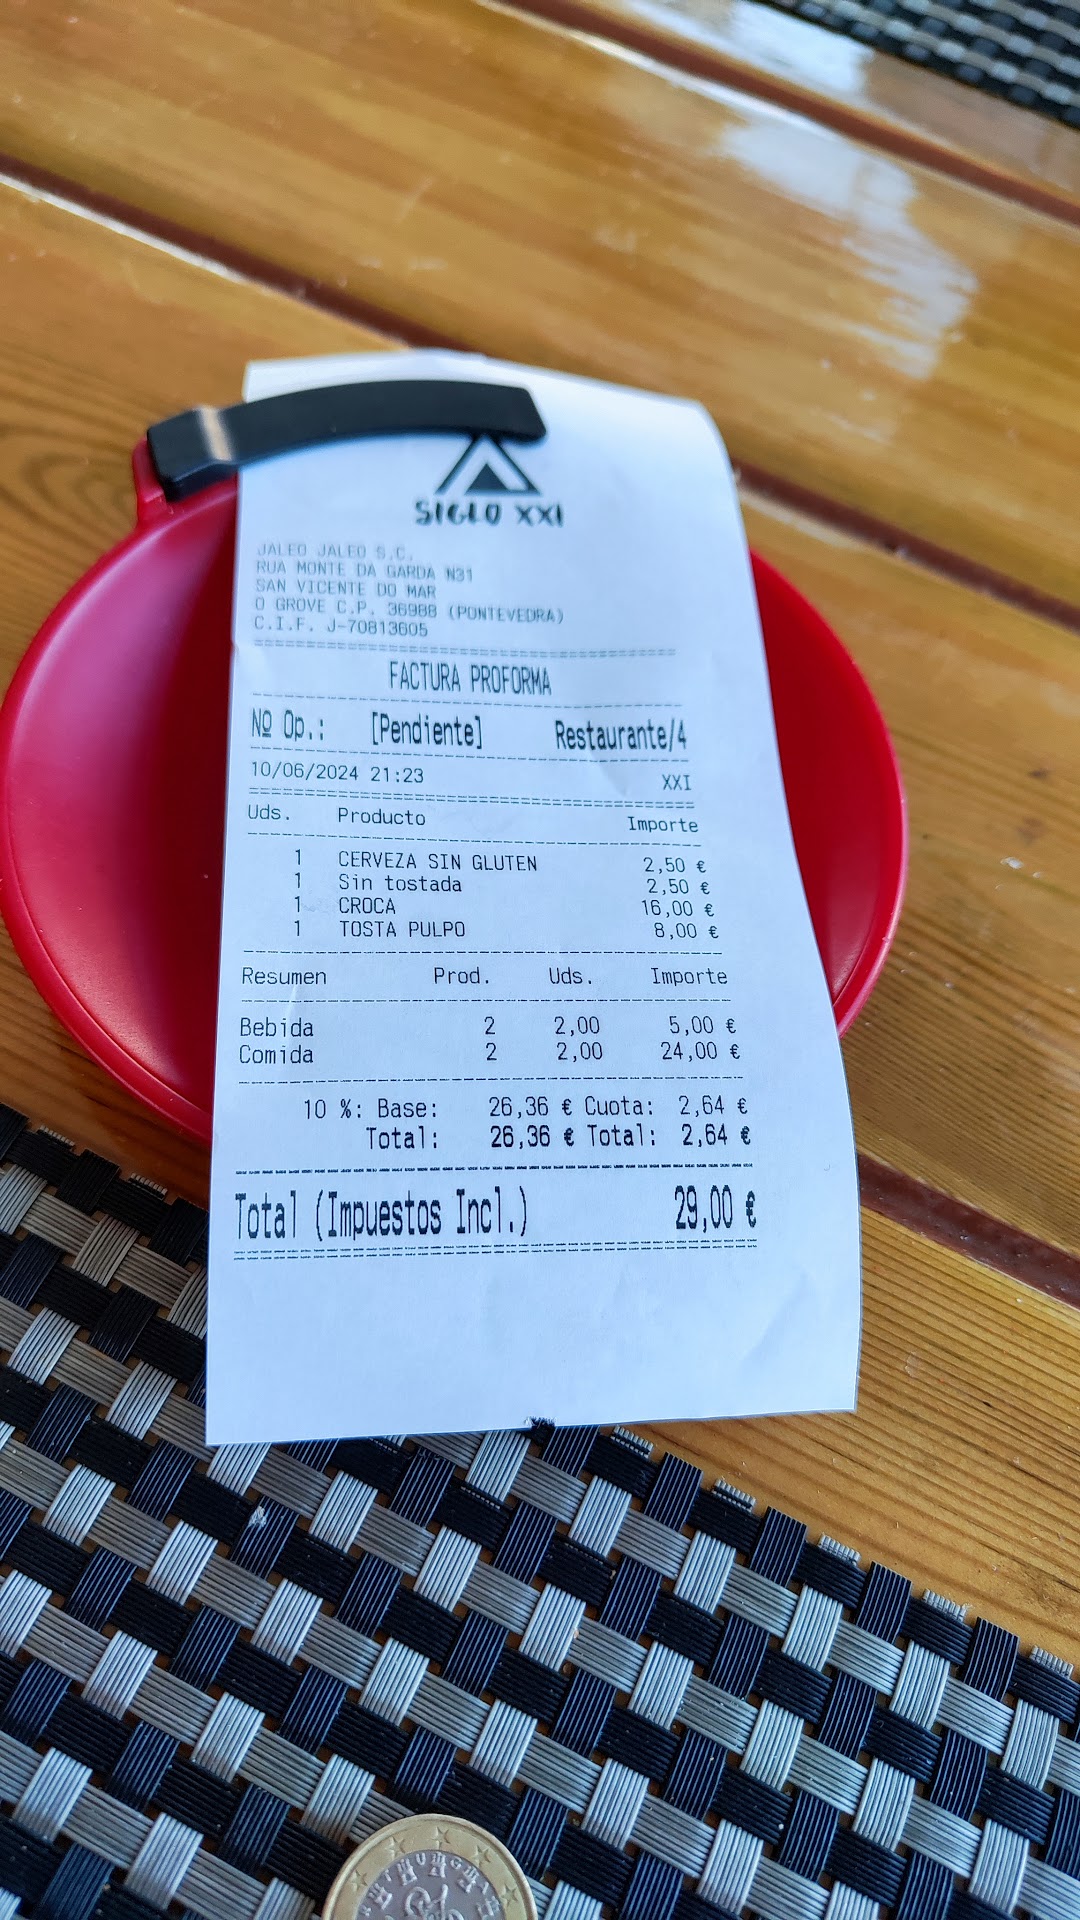 SIGLO XXI
JALEO JALEO S.C.
RUA MONTE DA GARDA N31
SAN VICENTE DO MAR
O GROVE C.P. 36988 (PONTEVEDRA)
C.I.F. J-70813605
FACTURA PROFORMA
Nº Op.: [Pendiente] Restaurante/4
10/06/2024 21:23 XXI
Uds. Producto Importe
1 CERVEZA SIN GLUTEN 2,50 €
1 Sin tostada 2,50 €
1 CROCA 16,00 €
1 TOSTA PULPO 8,00 €
Resumen Prod. Uds. Importe
Bebida 2 2,00 5,00 €
Comida 2 2,00 24,00 €
10 %: Base: 26,36 € Cuota: 2,64 €
Total: 26,36 € Total: 2,64 €
Total (Impuestos Incl.) 29,00 €